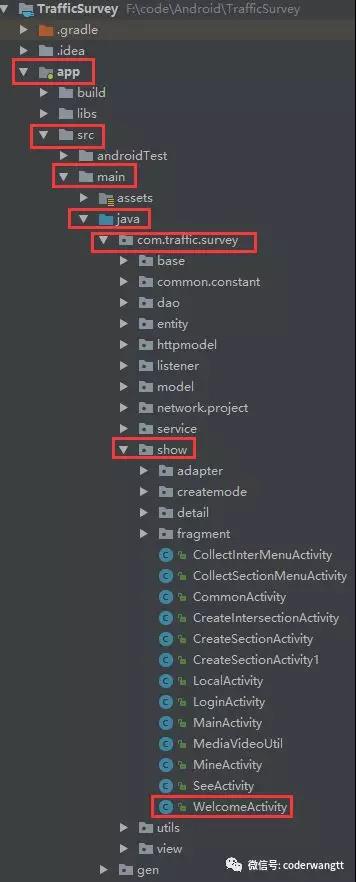 TrafficSurvey F:\code\Android\TrafficSurvey
.gradle
.idea
app
build
libs
src
androidTest
main
assets
java
com.traffic.survey
base
common.constant
dao
entity
httpmodel
listener
model
network.project
service
show
adapter
createmode
detail
fragment
CollectInterMenuActivity
CollectSectionMenuActivity
CommonActivity
CreateIntersectionActivity
CreateSectionActivity
CreateSectionActivity1
LocalActivity
LoginActivity
MainActivity
MediaVideoUtil
MineActivity
SeeActivity
WelcomeActivity
utils
view
gen
微信号: coderwangtt